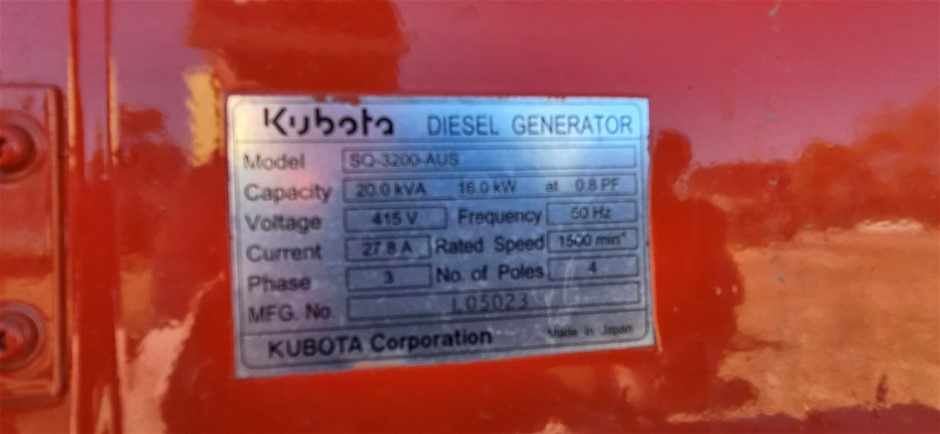 Kubota DIESEL GENERATOR
Model SQ-3200-AUS
Capacity 20.0 kVA 16.0 kW at 0.8 PF
Voltage 415 V Frequency 50 Hz
Current 27.8 A Rated Speed 1500 min⁻¹
Phase 3 No. of Poles 4
MFG. No. L05023
KUBOTA Corporation Made in Japan